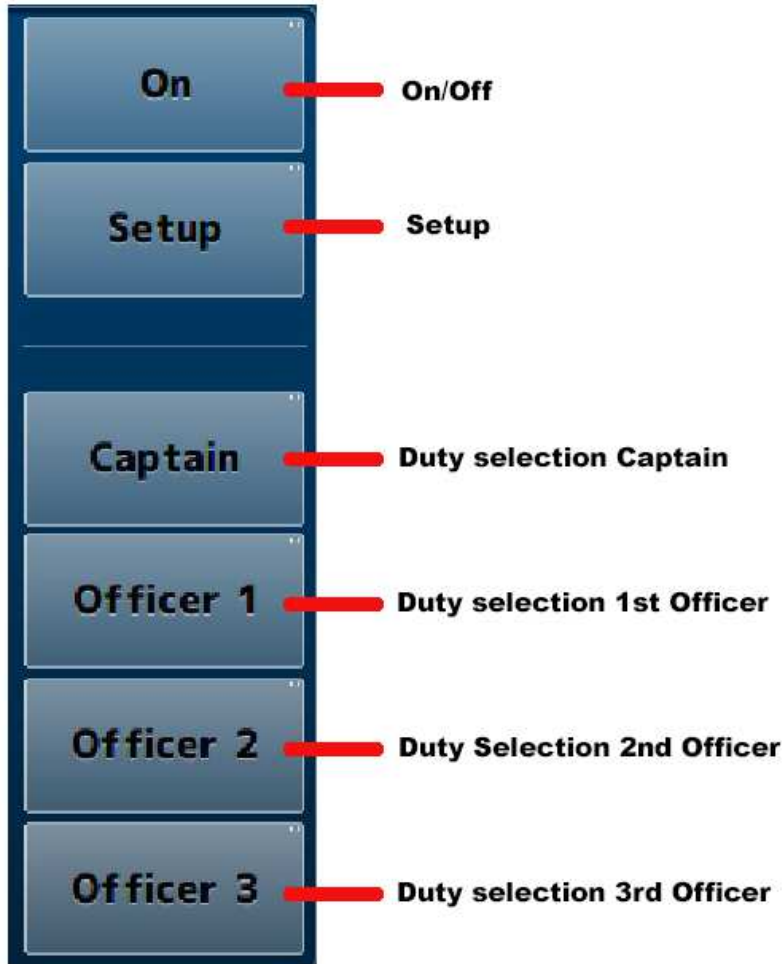 On
On/Off
Setup
Setup
Captain
Duty selection Captain
Officer 1
Duty selection 1st Officer
Officer 2
Duty Selection 2nd Officer
Officer 3
Duty selection 3rd Officer